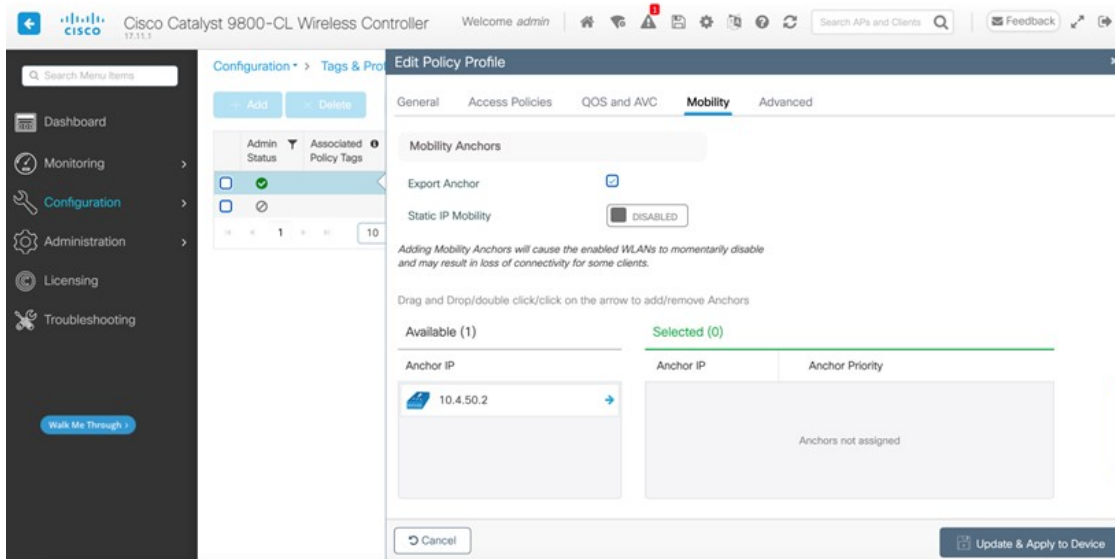 CISCO
Cisco Catalyst 9800-CL Wireless Controller
17.11.1
Welcome admin
1
Search APs and Clients
Feedback
Search Menu Items
Dashboard
Monitoring
Configuration
Administration
Licensing
Troubleshooting
Walk Me Through >
Configuration > Tags & Prof
+ Add
× Delete
Admin Status
Associated Policy Tags
1
10
Edit Policy Profile
General
Access Policies
QOS and AVC
Mobility
Advanced
Mobility Anchors
Export Anchor
Static IP Mobility
DISABLED
Adding Mobility Anchors will cause the enabled WLANs to momentarily disable
and may result in loss of connectivity for some clients.
Drag and Drop/double click/click on the arrow to add/remove Anchors
Available (1)
Selected (0)
Anchor IP
Anchor IP
Anchor Priority
10.4.50.2
Anchors not assigned
Cancel
Update & Apply to Device